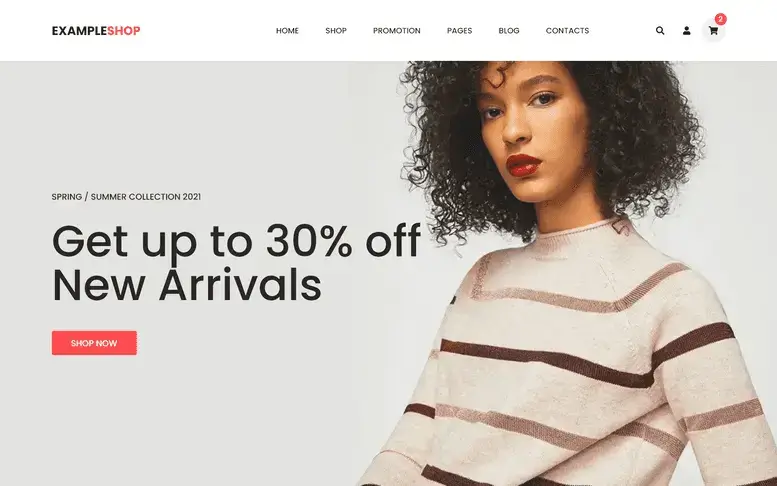 EXAMPLESHOP
HOME SHOP PROMOTION PAGES BLOG CONTACTS
2
SPRING / SUMMER COLLECTION 2021
Get up to 30% off
New Arrivals
SHOP NOW